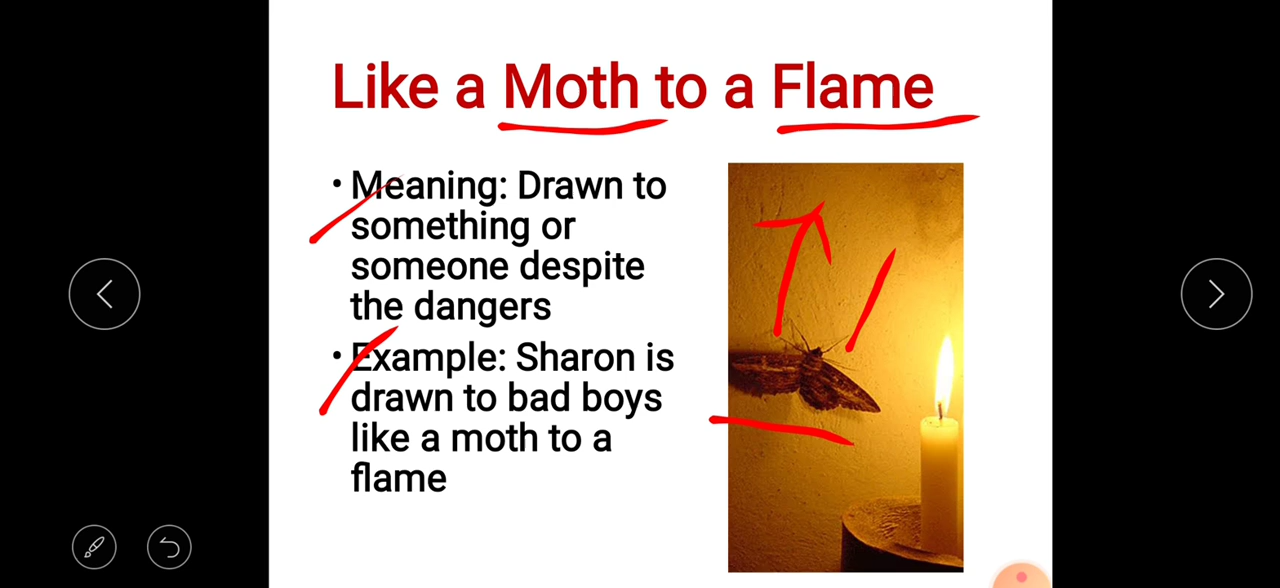 Like a Moth to a Flame
• Meaning: Drawn to
something or
someone despite
the dangers
• Example: Sharon is
drawn to bad boys
like a moth to a
flame